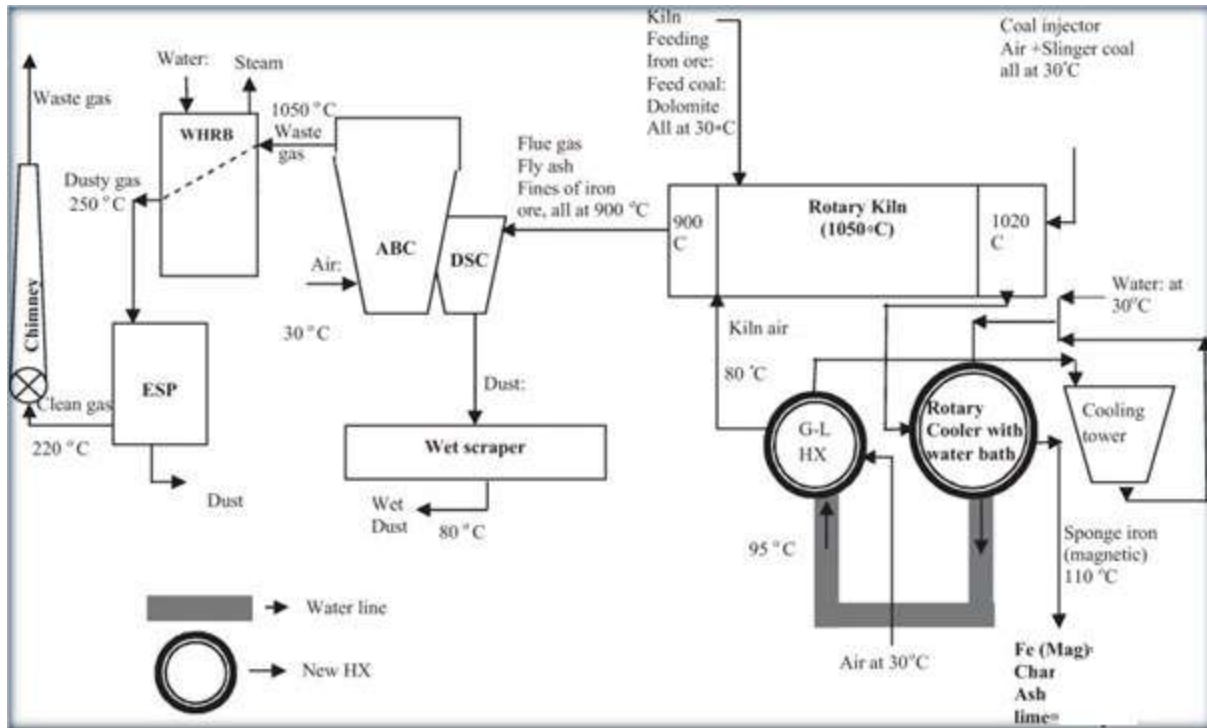 Kiln
Feeding
Iron ore:
Feed coal:
Dolomite
All at 30∘C
Coal injector
Air +Slinger coal
all at 30°C
Water:
Steam
Waste gas
WHRB
1050 °C
Waste
gas
Dusty gas
250 °C
Flue gas
Fly ash
Fines of iron
ore, all at 900 °C
900
C
Rotary Kiln
(1050∘C)
1020
C
ABC
DSC
Air:
30 °C
Chimney
Water: at
30°C
Kiln air
80 °C
ESP
Clean gas
220 °C
Dust:
Wet scraper
G-L
HX
Rotary
Cooler with
water bath
Cooling
tower
Dust
Wet
Dust
80 °C
95 °C
Sponge iron
(magnetic)
110 °C
Water line
New HX
Air at 30°C
Fe (Mag)
Char
Ash
lime